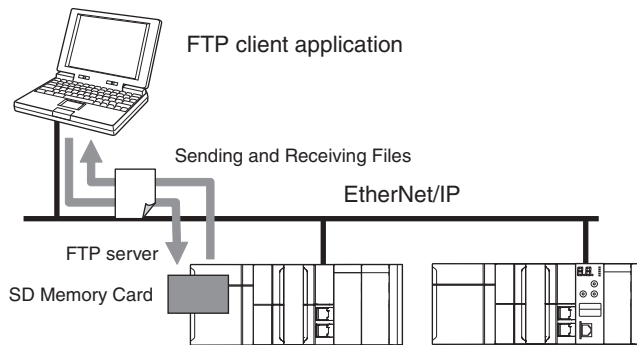 FTP client application
Sending and Receiving Files
EtherNet/IP
FTP server
SD Memory Card